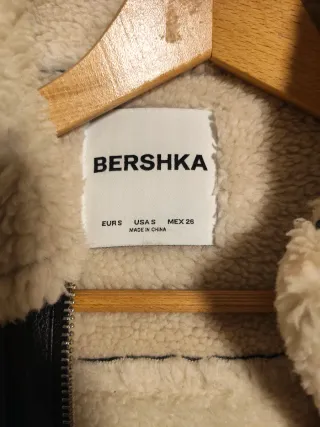 BERSHKA
EUR S USA S MEX 26
MADE IN CHINA